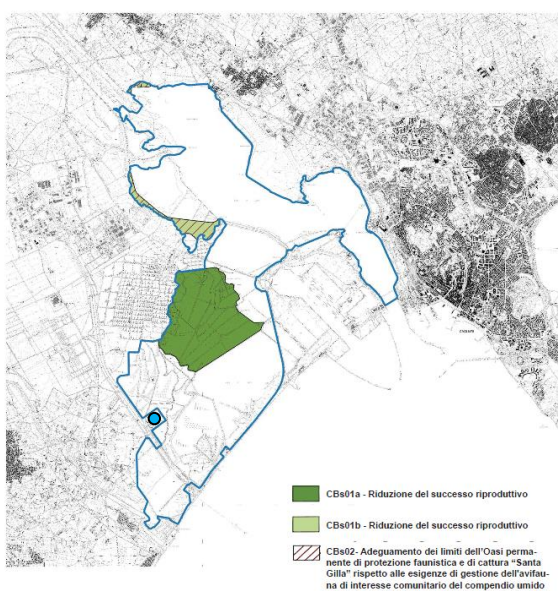 CAGLIARI
CBs01a - Riduzione del successo riproduttivo
CBs01b - Riduzione del successo riproduttivo
CBs02- Adeguamento dei limiti dell'Oasi perma-
nente di protezione faunistica e di cattura "Santa
Gilla" rispetto alle esigenze di gestione dell'avifau-
na di interesse comunitario del compendio umido